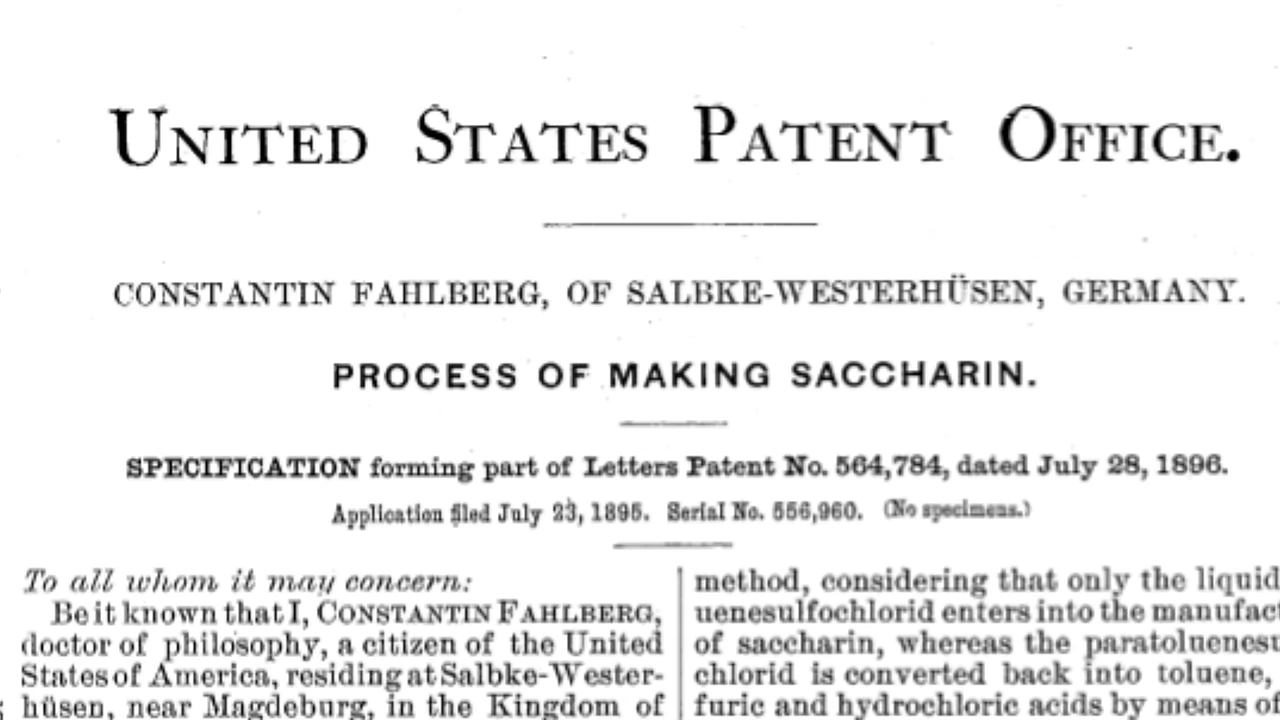 UNITED STATES PATENT OFFICE.
CONSTANTIN FAHLBERG, OF SALBKE-WESTERHÜSEN, GERMANY.
PROCESS OF MAKING SACCHARIN.
SPECIFICATION forming part of Letters Patent No. 564,784, dated July 28, 1896.
Application filed July 23, 1895. Serial No. 556,960. (No specimens.)
To all whom it may concern:
Be it known that I, CONSTANTIN FAHLBERG,
doctor of philosophy, a citizen of the United
States of America, residing at Salbke-Wester-
hüsen, near Magdeburg, in the Kingdom of
method, considering that only the liquid
uenesulfochlorid enters into the manufac
of saccharin, whereas the paratoluenesu
chlorid is converted back into toluene,
furic and hydrochloric acids by means of